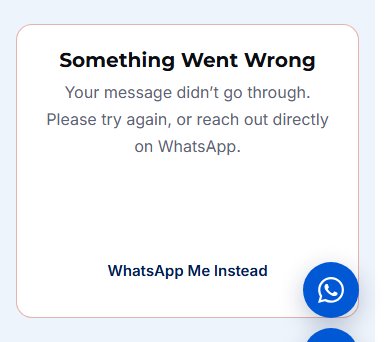 Something Went Wrong
Your message didn’t go through.
Please try again, or reach out directly
on WhatsApp.
WhatsApp Me Instead